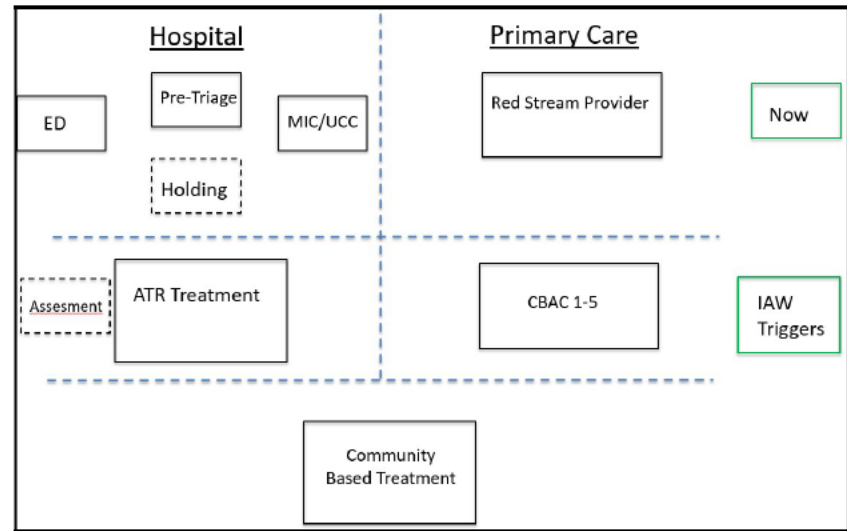 Hospital
Primary Care
ED
Pre-Triage
MIC/UCC
Red Stream Provider
Now
Holding
Assesment
ATR Treatment
CBAC 1-5
IAW
Triggers
Community
Based Treatment